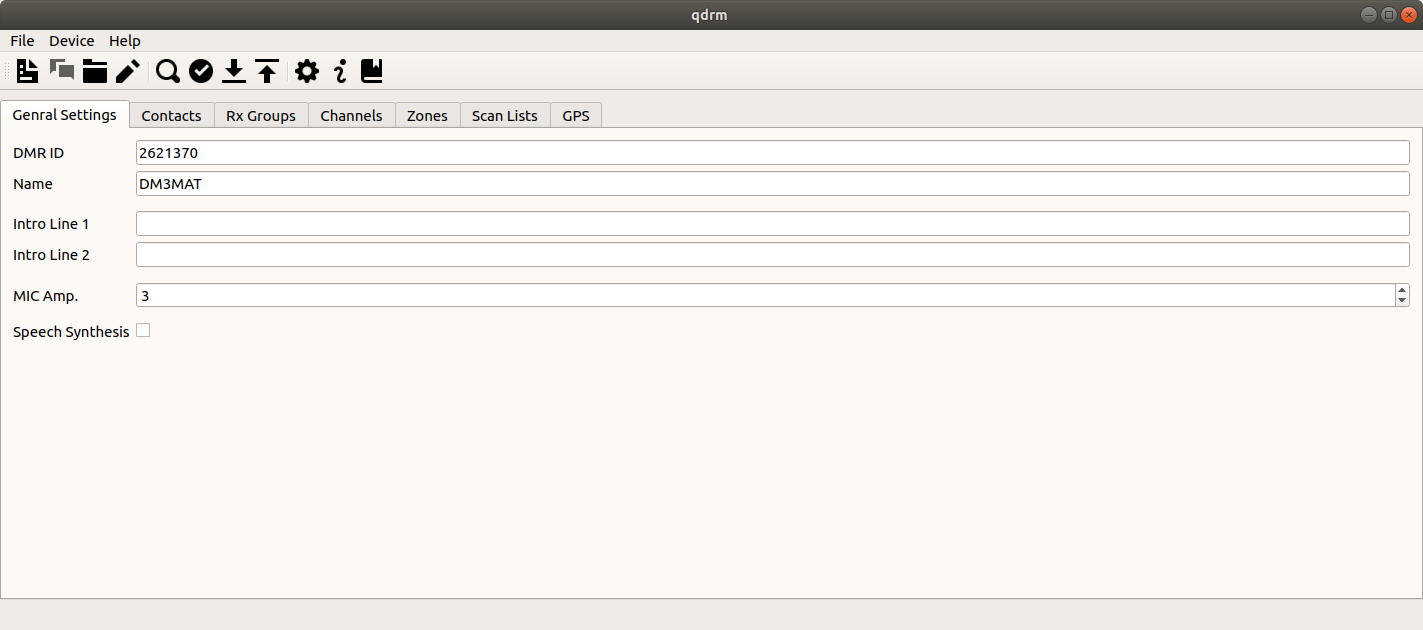 qdrm
File Device Help
Genral Settings Contacts Rx Groups Channels Zones Scan Lists GPS
DMR ID 2621370
Name DM3MAT
Intro Line 1
Intro Line 2
MIC Amp. 3
Speech Synthesis